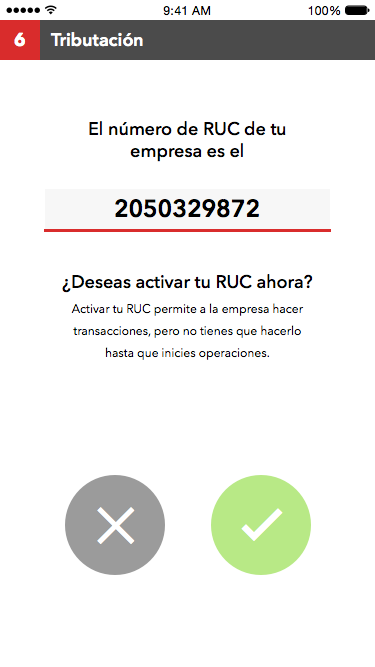 9:41 AM
100%
6 Tributación
El número de RUC de tu
empresa es el
2050329872
¿Deseas activar tu RUC ahora?
Activar tu RUC permite a la empresa hacer
transacciones, pero no tienes que hacerlo
hasta que inicies operaciones.